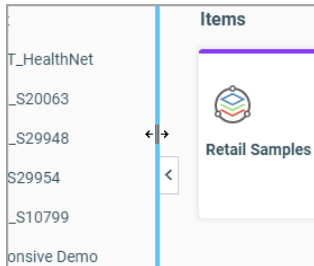 T_HealthNet
_S20063
_S29948
S29954
_S10799
onsive Demo
Items
Retail Samples